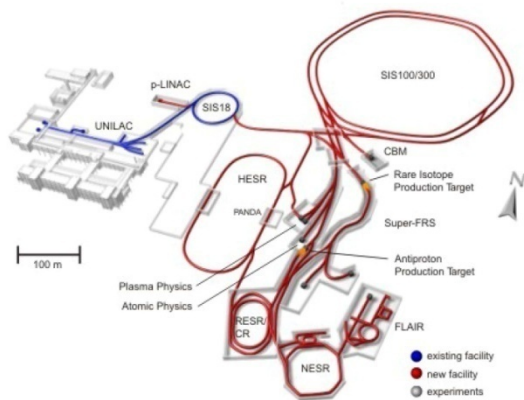 SIS100/300
p-LINAC
SIS18
UNILAC
CBM
Rare Isotope
Production Target
HESR
PANDA
Super-FRS
100 m
Plasma Physics
Atomic Physics
Antiproton
Production Target
RESR/
CR
FLAIR
NESR
existing facility
new facility
experiments
N